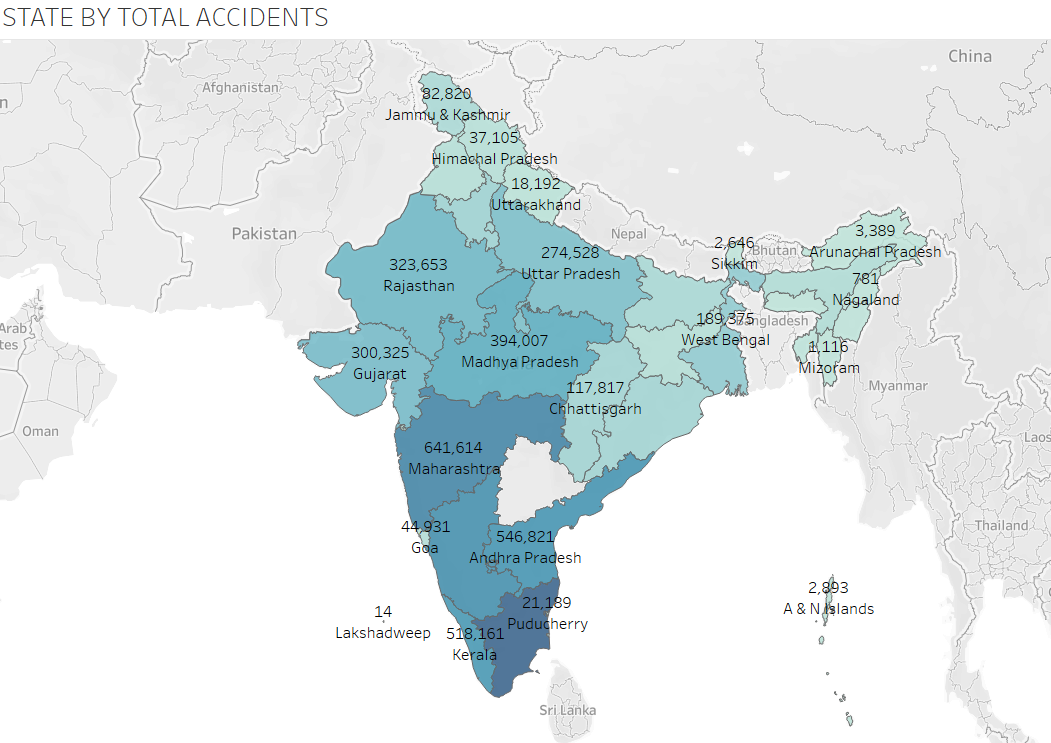 STATE BY TOTAL ACCIDENTS
China
Afghanistan
n
82,820
Jammu & Kashmir
37,105
Himachal Pradesh
18,192
Uttarakhand
Pakistan
Nepal
2,646
Sikkim
Bhutan
3,389
Arunachal Pradesh
274,528
Uttar Pradesh
323,653
Rajasthan
781
Nagaland
189,375
West Bengal
Bangladesh
Arab
tes
394,007
Madhya Pradesh
300,325
Gujarat
1,116
Mizoram
Myanmar
117,817
Chhattisgarh
Oman
Laos
641,614
Maharashtra
44,931
Goa
546,821
Andhra Pradesh
Thailand
2,893
A & N Islands
14
Lakshadweep
21,189
Puducherry
518,161
Kerala
Sri Lanka